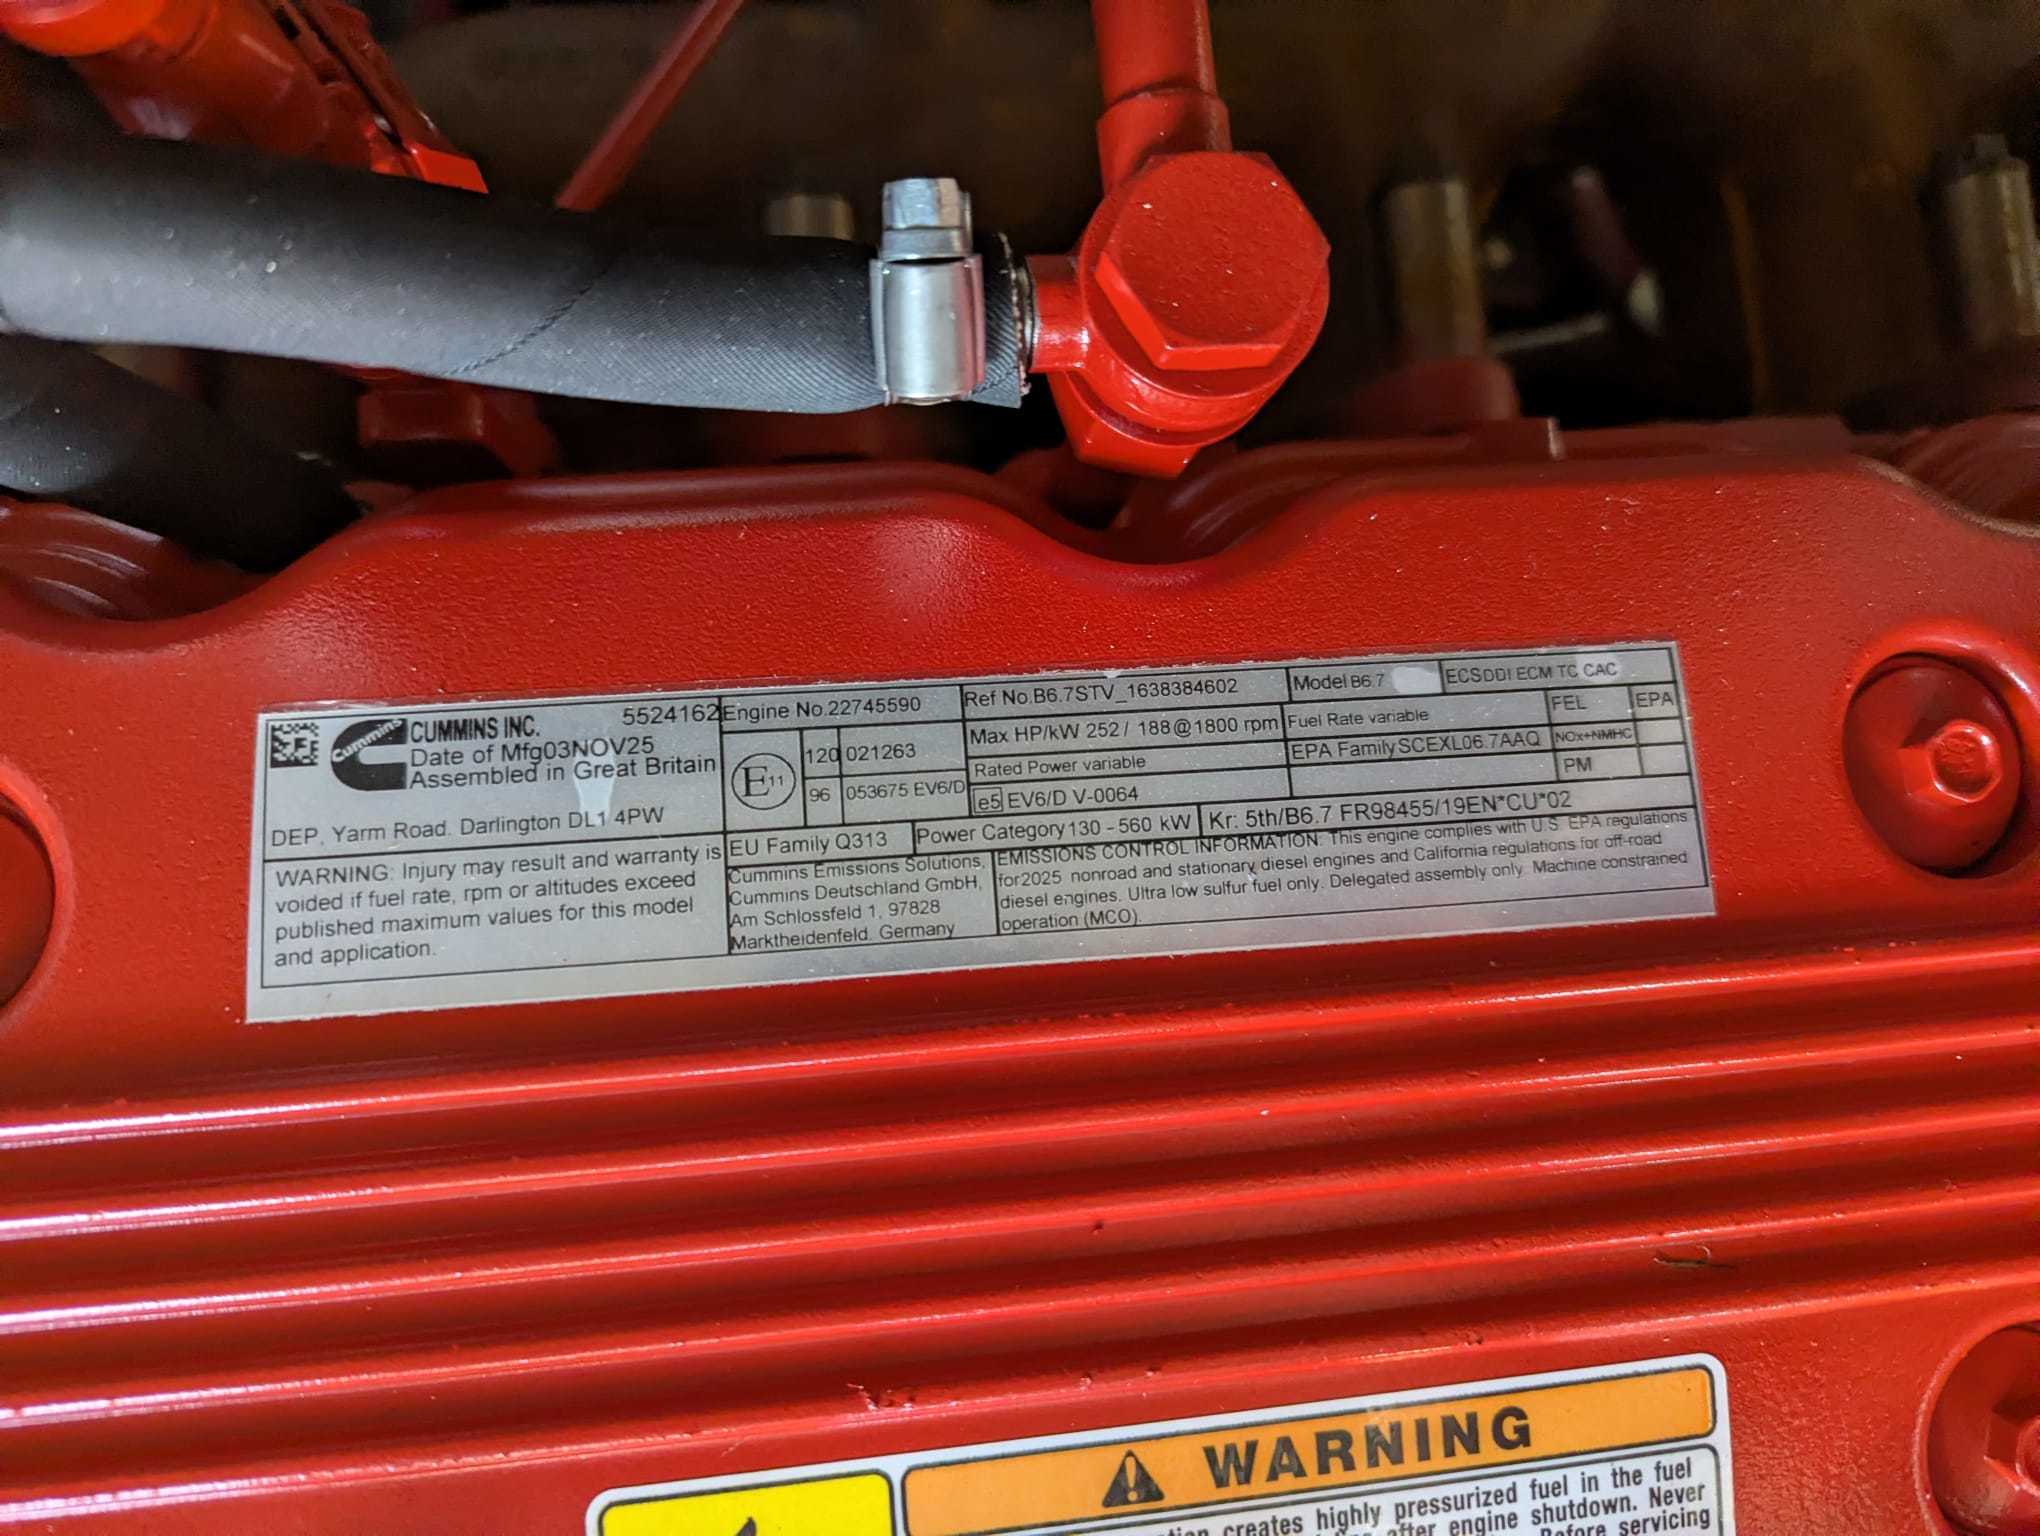 Cummins
CUMMINS INC. 5524162
Date of Mfg03NOV25
Assembled in Great Britain
DEP, Yarm Road. Darlington DL1 4PW
WARNING: Injury may result and warranty is
voided if fuel rate, rpm or altitudes exceed
published maximum values for this model
and application.
Engine No.22745590
E11
120 021263
96 053675 EV6/D
EU Family Q313
Power Category 130 - 560 kW
Cummins Emissions Solutions,
Cummins Deutschland GmbH,
Am Schlossfeld 1, 97828
Marktheidenfeld. Germany
Ref No.B6.7STV_1638384602
Max HP/kW 252 / 188@1800 rpm
Rated Power variable
e5 EV6/D V-0064
Model B6.7
ECSDDI ECM TC CAC
Fuel Rate variable
EPA Family SCEXL06.7AAQ
FEL EPA
NOx+NMHC
PM
Kr: 5th/B6.7 FR98455/19EN*CU*02
EMISSIONS CONTROL INFORMATION: This engine complies with U.S. EPA regulations
for2025 nonroad and stationary diesel engines and California regulations for off-road
diesel engines. Ultra low sulfur fuel only. Delegated assembly only. Machine constrained
operation (MCO).
WARNING
creates highly pressurized fuel in the fuel
after engine shutdown. Never
Before servicing